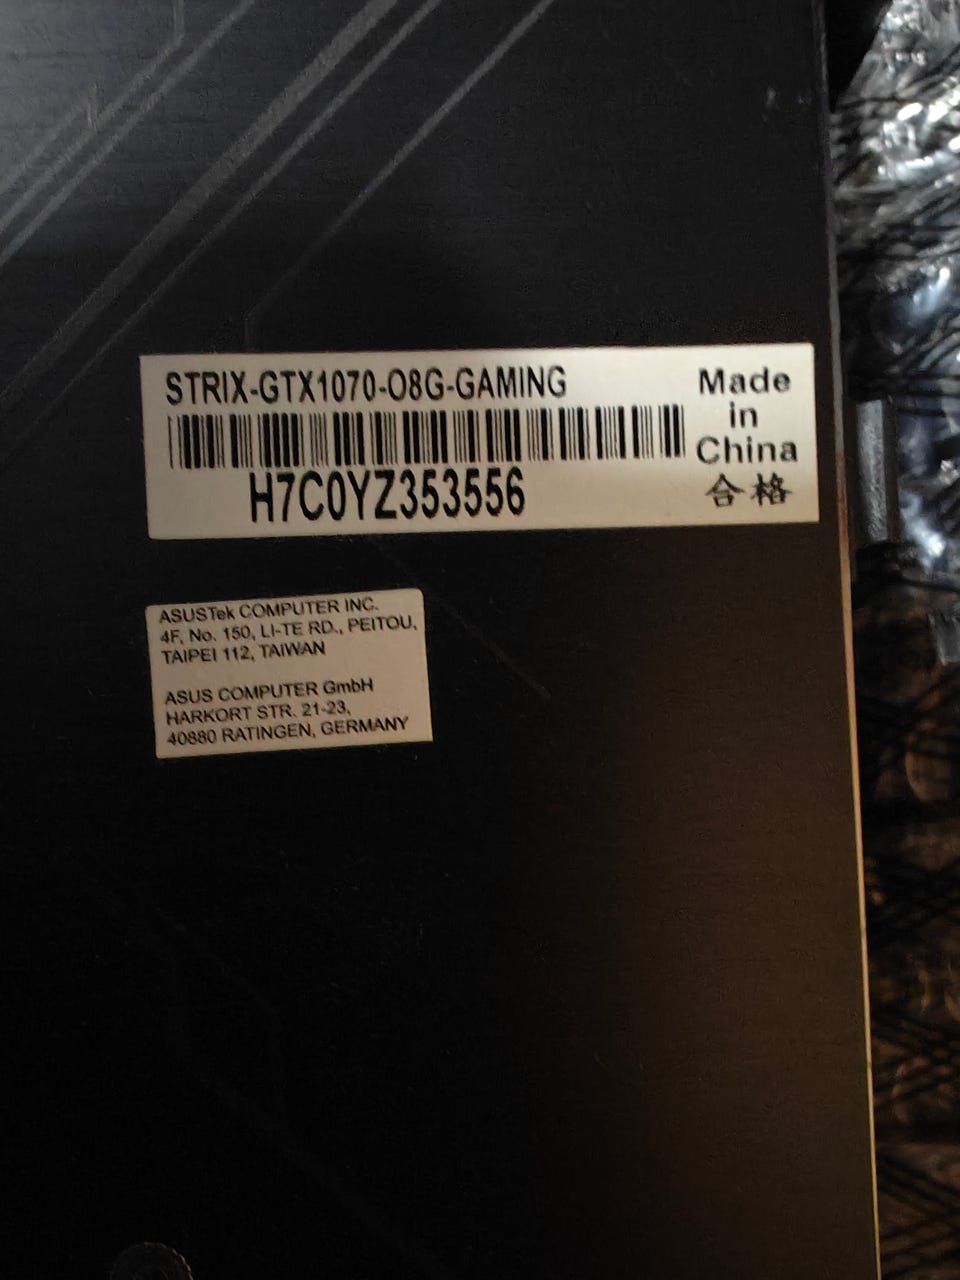 STRIX-GTX1070-O8G-GAMING
H7C0YZ353556
Made
in
China
合格
ASUSTek COMPUTER INC.
4F, No. 150, LI-TE RD., PEITOU,
TAIPEI 112, TAIWAN
ASUS COMPUTER GmbH
HARKORT STR. 21-23,
40880 RATINGEN, GERMANY